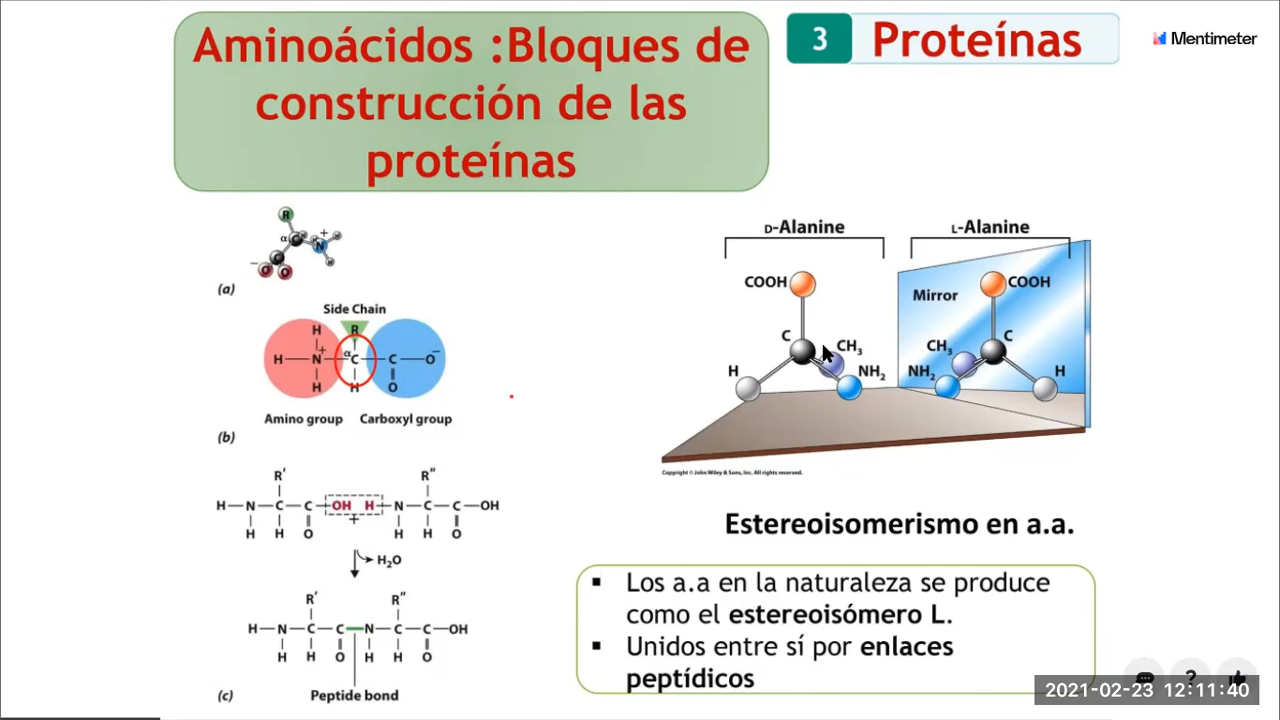 Aminoácidos :Bloques de
construcción de las
proteínas
3 Proteínas
Mentimeter
R
α
N
+
H
H
H
−
O
O
(a)
Side Chain
H R
+ α −
H—N—C—C—O
H H O
Amino group Carboxyl group
(b)
R' R"
H—N—C—C—OH H—N—C—C—OH
H H O + H H O
H₂O
R' R"
H—N—C—C—N—C—C—OH
H H O H H O
(c) Peptide bond
D-Alanine
COOH
C
CH₃
H
NH₂
L-Alanine
Mirror
COOH
C
CH₃
NH₂
H
Copyright © John Wiley & Sons, Inc. All rights reserved.
Estereoisomerismo en a.a.
▪ Los a.a en la naturaleza se produce
como el estereoisómero L.
▪ Unidos entre sí por enlaces
peptídicos
?
2021-02-23 12:11:40